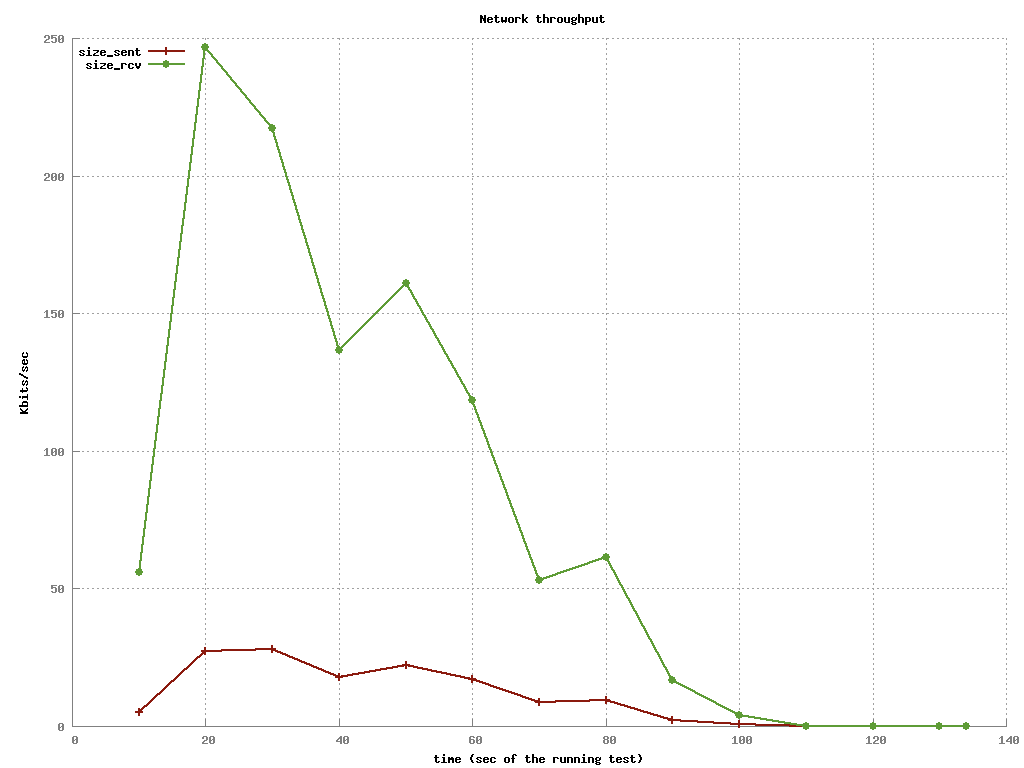 Network throughput
250
size_sent
size_rcv
200
150
Kbits/sec
100
50
0
0 20 40 60 80 100 120 140
time (sec of the running test)